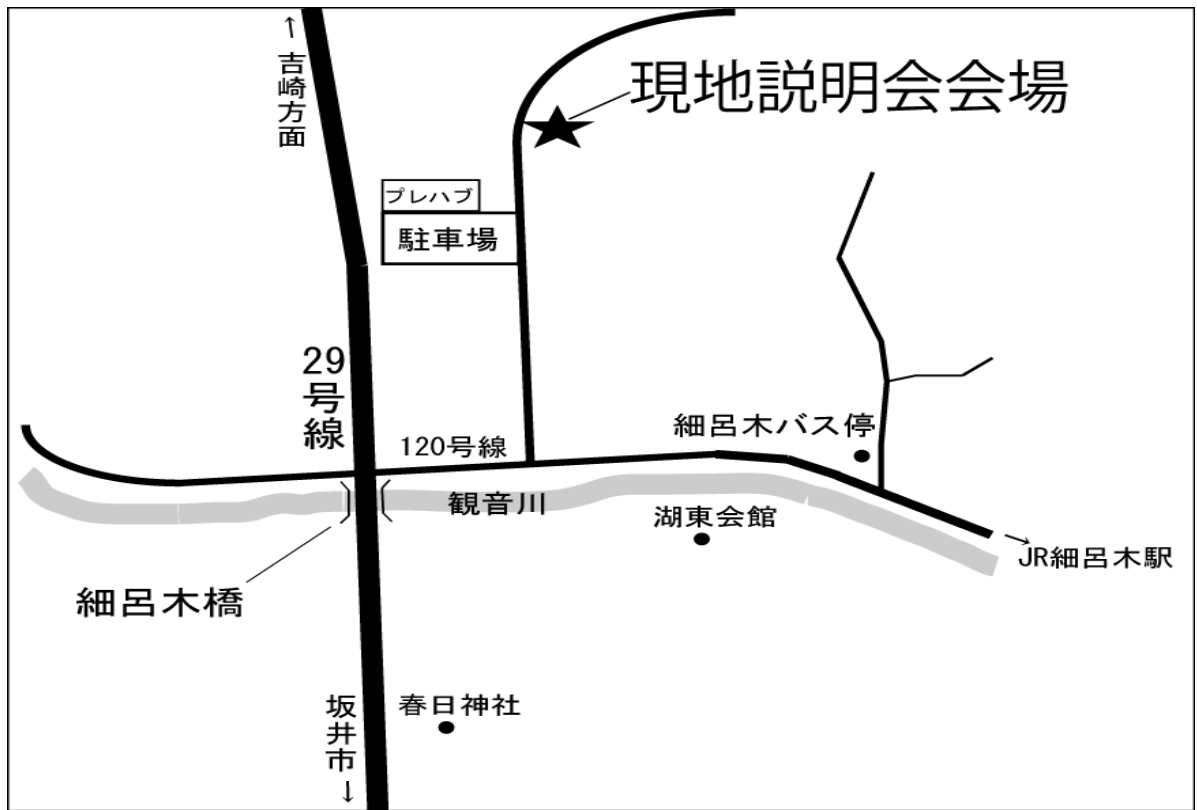 ↑
吉崎方面
現地説明会会場
プレハブ
駐車場
29号線
120号線
細呂木バス停
観音川
湖東会館
→
JR細呂木駅
細呂木橋
坂井市
↓
春日神社